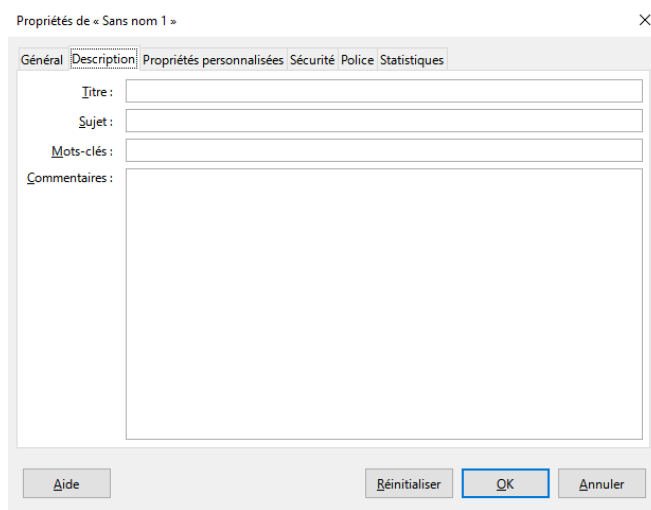 Propriétés de « Sans nom 1 »
Général Description Propriétés personnalisées Sécurité Police Statistiques
Titre :
Sujet :
Mots-clés :
Commentaires :
Aide Réinitialiser OK Annuler